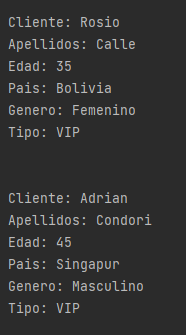 Cliente: Rosio
Apellidos: Calle
Edad: 35
Pais: Bolivia
Genero: Femenino
Tipo: VIP
Cliente: Adrian
Apellidos: Condori
Edad: 45
Pais: Singapur
Genero: Masculino
Tipo: VIP